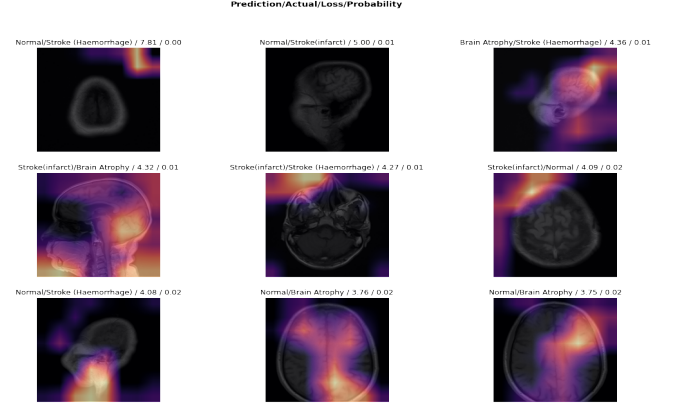 Prediction/Actual/Loss/Probability
Normal/Stroke (Haemorrhage) / 7.81 / 0.00
Normal/Stroke(infarct) / 5.00 / 0.01
Brain Atrophy/Stroke (Haemorrhage) / 4.36 / 0.01
Stroke(infarct)/Brain Atrophy / 4.32 / 0.01
Stroke(infarct)/Stroke (Haemorrhage) / 4.27 / 0.01
Stroke(infarct)/Normal / 4.09 / 0.02
Normal/Stroke (Haemorrhage) / 4.08 / 0.02
Normal/Brain Atrophy / 3.76 / 0.02
Normal/Brain Atrophy / 3.75 / 0.02